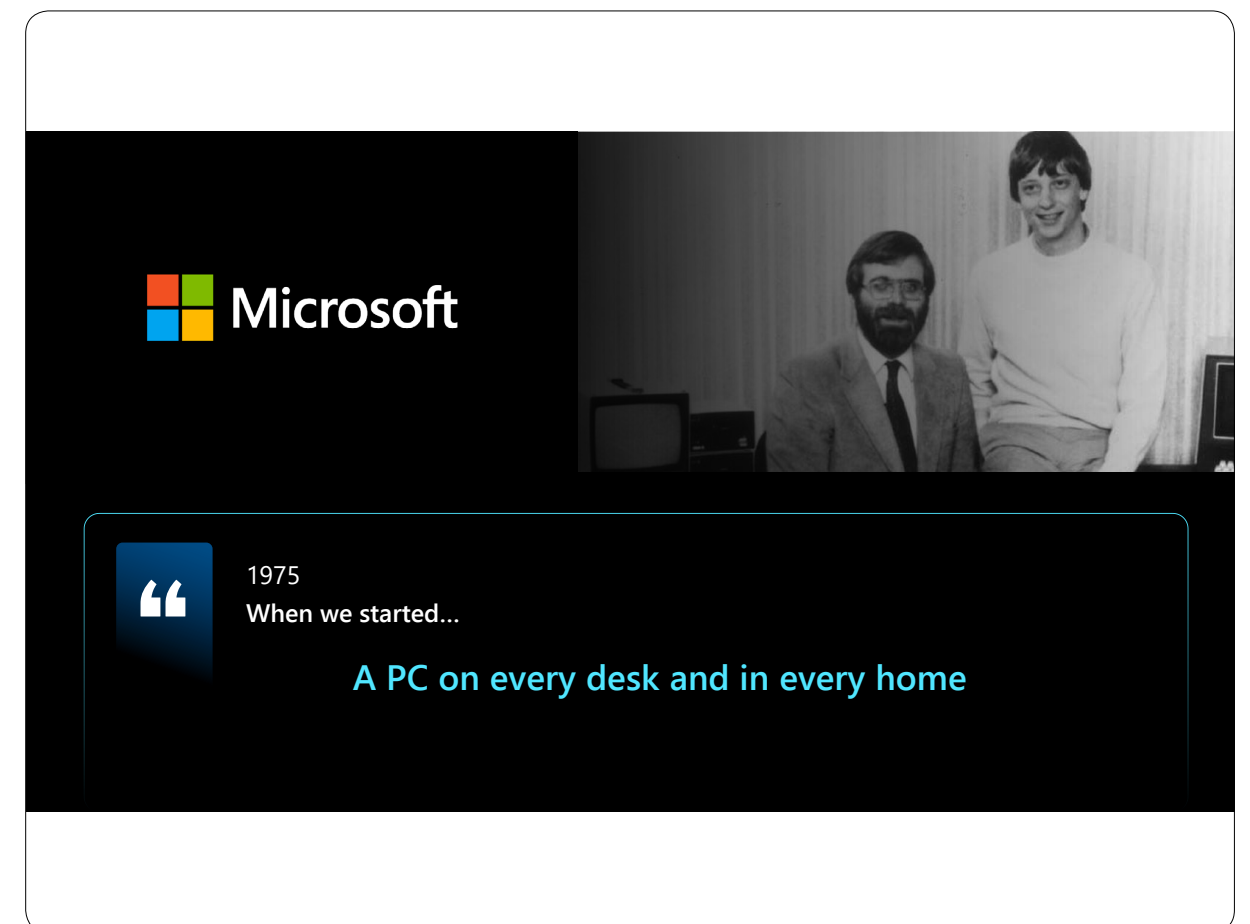 Microsoft
“
1975
When we started...
A PC on every desk and in every home